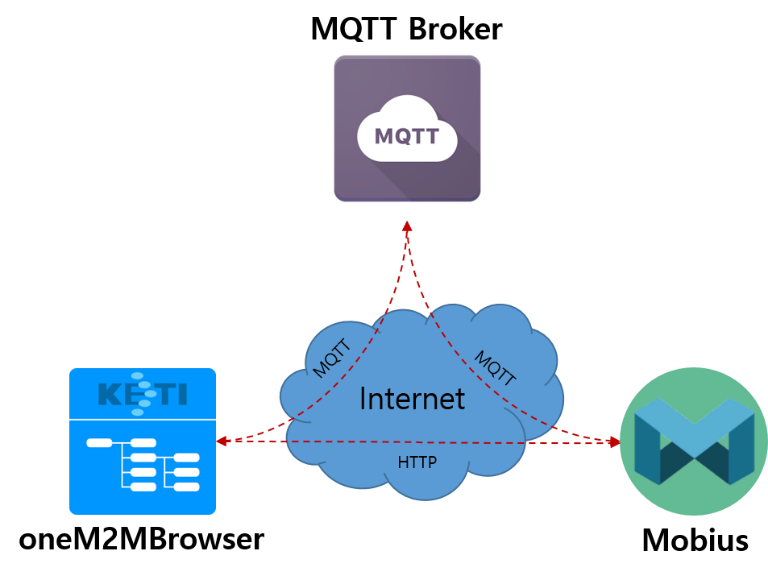 MQTT Broker
MQTT
MQTT
MQTT
Internet
HTTP
KETI
oneM2MBrowser
Mobius